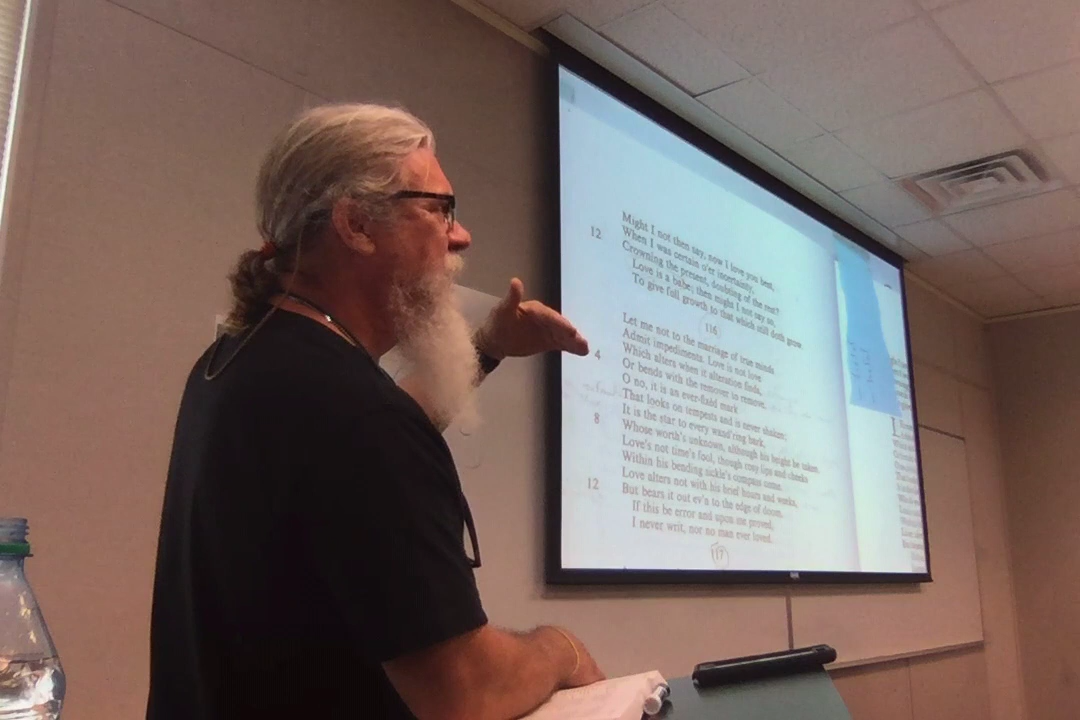 Might I not then say, now I love you best,
12 When I was certain o'er incertainty,
Crowning the present, doubting of the rest?
Love is a babe; then might I not say so,
To give full growth to that which still doth grow.
116
Let me not to the marriage of true minds
Admit impediments. Love is not love
4 Which alters when it alteration finds,
Or bends with the remover to remove.
O no, it is an ever-fixèd mark
That looks on tempests and is never shaken;
8 It is the star to every wand'ring bark,
Whose worth's unknown, although his height be taken.
Love's not time's fool, though rosy lips and cheeks
Within his bending sickle's compass come.
Love alters not with his brief hours and weeks,
12 But bears it out ev'n to the edge of doom.
If this be error and upon me proved,
I never writ, nor no man ever loved.
117